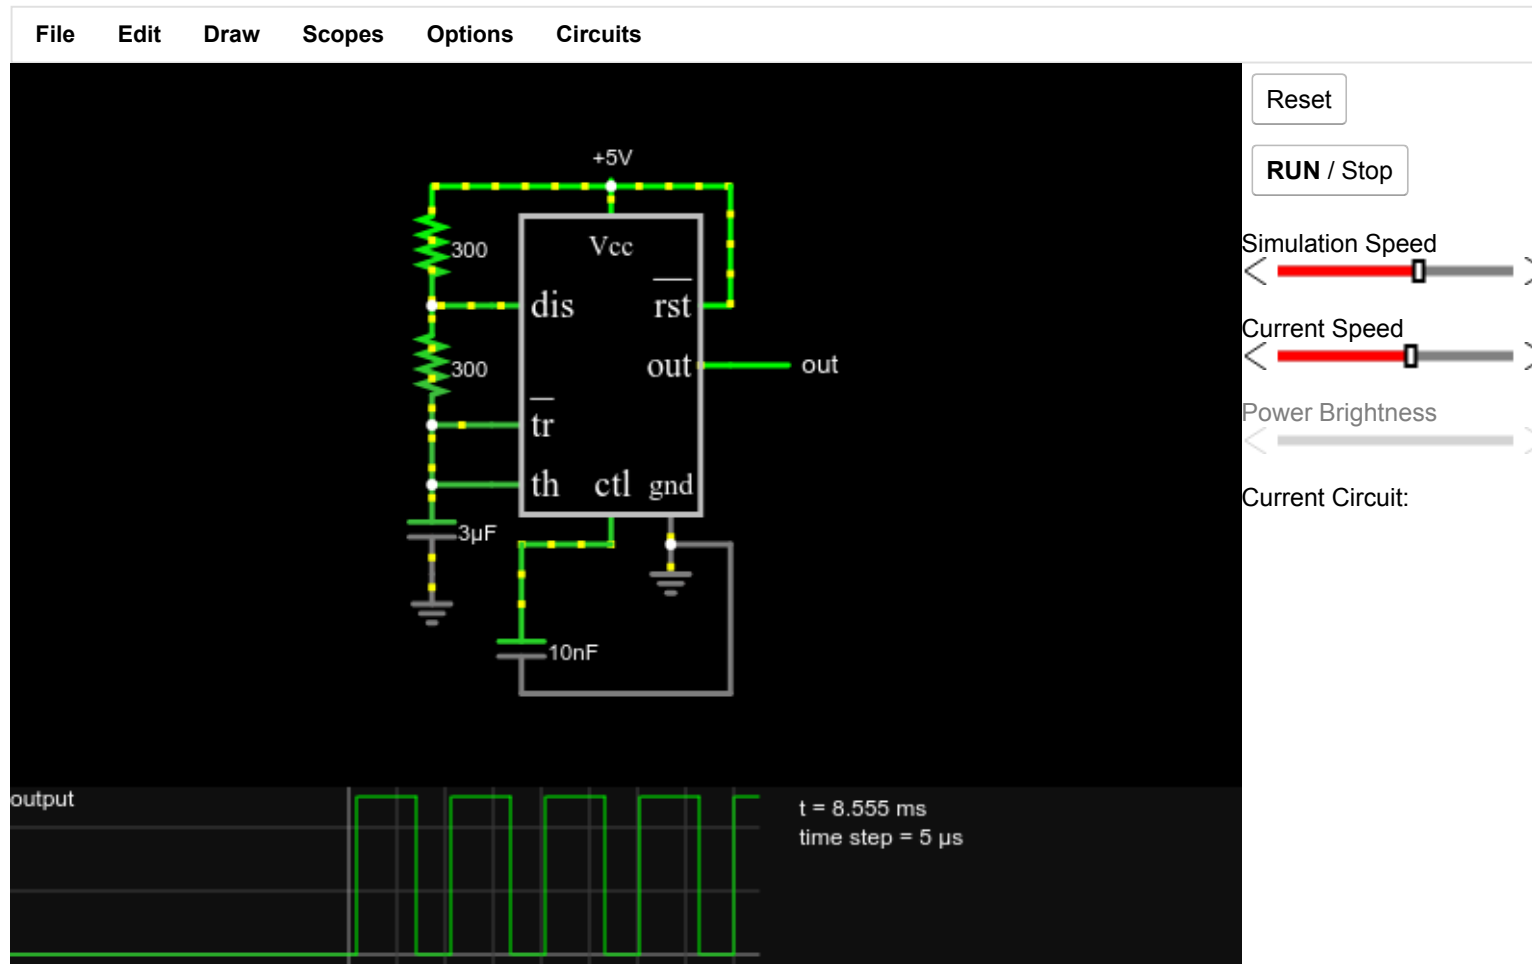 File Edit Draw Scopes Options Circuits
Reset
RUN / Stop
Simulation Speed
Current Speed
Power Brightness
Current Circuit:
+5V
300
Vcc
dis
rst
300
out
out
tr
th
ctl
gnd
3µF
10nF
output
t = 8.555 ms
time step = 5 µs